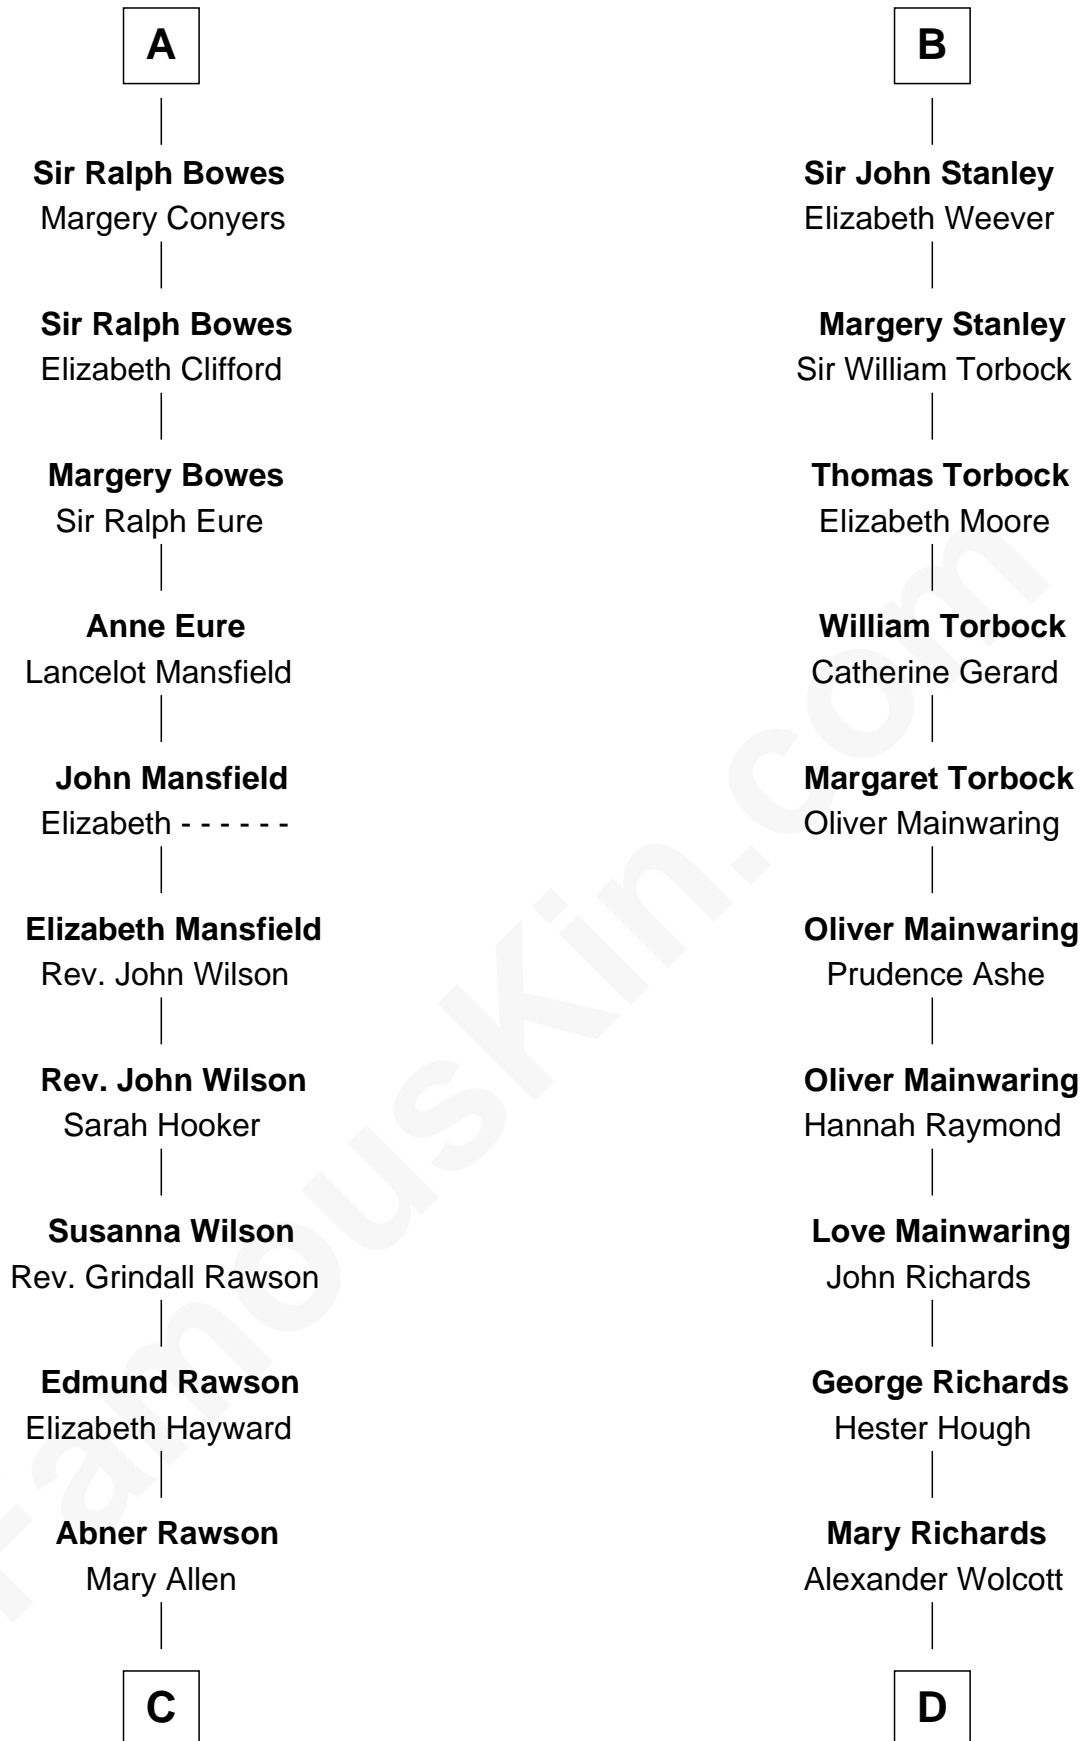 A
Sir Ralph Bowes
Margery Conyers
Sir Ralph Bowes
Elizabeth Clifford
Margery Bowes
Sir Ralph Eure
Anne Eure
Lancelot Mansfield
John Mansfield
Elizabeth - - - - - -
Elizabeth Mansfield
Rev. John Wilson
Rev. John Wilson
Sarah Hooker
Susanna Wilson
Rev. Grindall Rawson
Edmund Rawson
Elizabeth Hayward
Abner Rawson
Mary Allen
C
B
Sir John Stanley
Elizabeth Weever
Margery Stanley
Sir William Torbock
Thomas Torbock
Elizabeth Moore
William Torbock
Catherine Gerard
Margaret Torbock
Oliver Mainwaring
Oliver Mainwaring
Prudence Ashe
Oliver Mainwaring
Hannah Raymond
Love Mainwaring
John Richards
George Richards
Hester Hough
Mary Richards
Alexander Wolcott
D
FamousKin.com